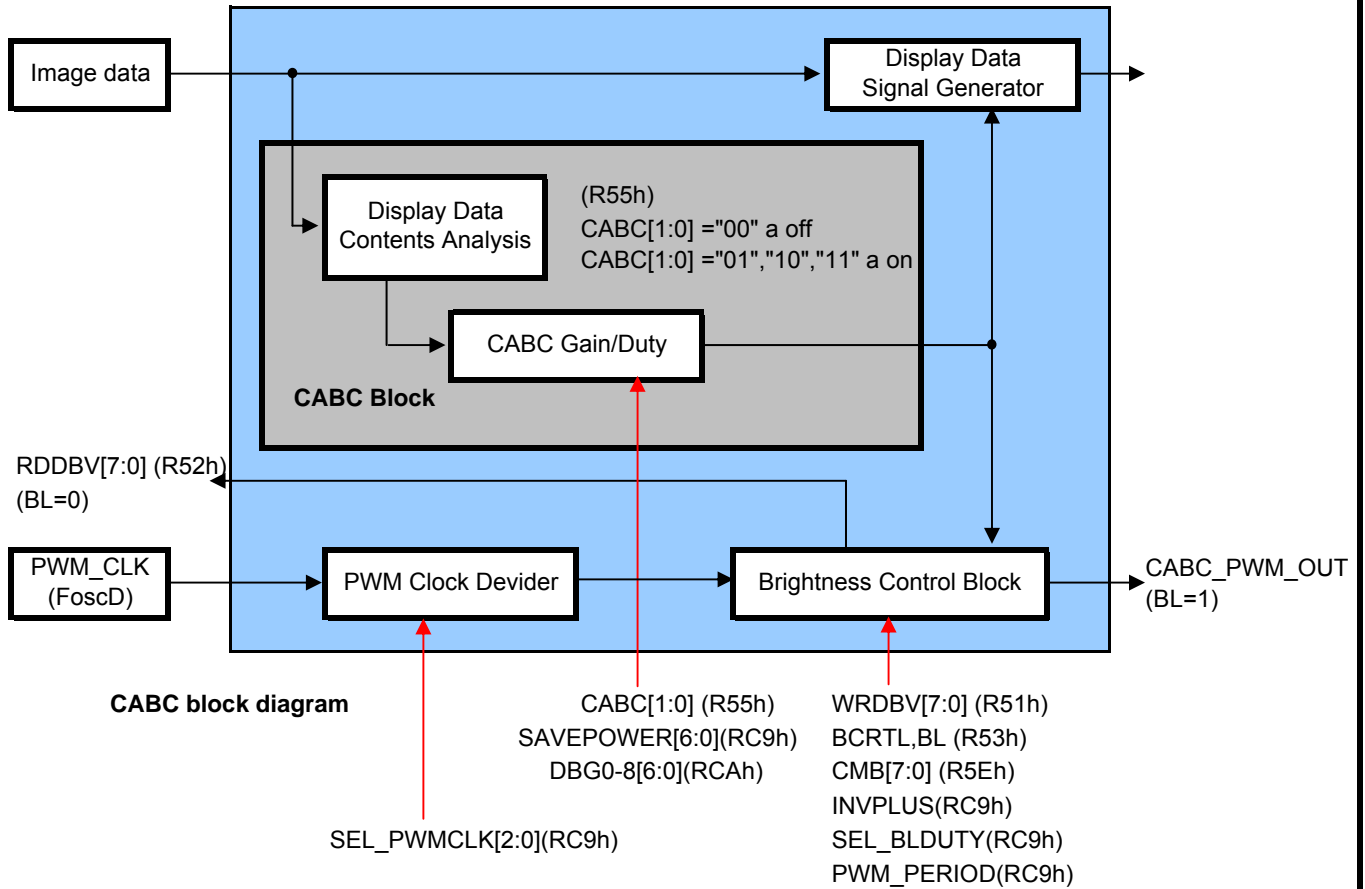 Image data
Display Data
Signal Generator
Display Data
Contents Analysis
(R55h)
CABC[1:0] ="00" a off
CABC[1:0] ="01","10","11" a on
CABC Gain/Duty
CABC Block
RDDBV[7:0] (R52h)
(BL=0)
PWM_CLK
(FoscD)
PWM Clock Devider
Brightness Control Block
CABC_PWM_OUT
(BL=1)
CABC block diagram
CABC[1:0] (R55h)
SAVEPOWER[6:0](RC9h)
DBG0-8[6:0](RCAh)
WRDBV[7:0] (R51h)
BCRTL,BL (R53h)
CMB[7:0] (R5Eh)
INVPLUS(RC9h)
SEL_BLDUTY(RC9h)
PWM_PERIOD(RC9h)
SEL_PWMCLK[2:0](RC9h)